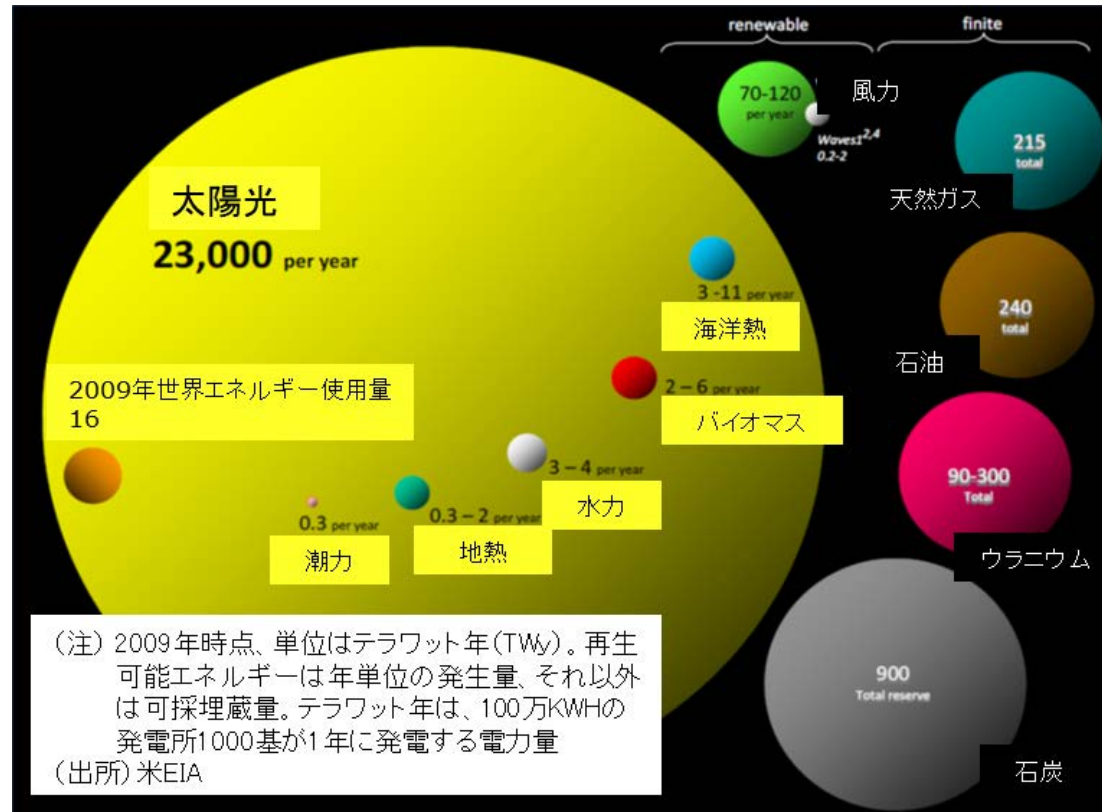 renewable
finite
70-120
per year
風力
Waves12,4
0.2-2
215
total
天然ガス
太陽光
23,000 per year
3 -11 per year
海洋熱
240
total
石油
2009年世界エネルギー使用量
16
2 – 6 per year
バイオマス
90-300
Total
ウラニウム
3 – 4 per year
水力
0.3 – 2 per year
地熱
0.3 per year
潮力
900
Total reserve
石炭
(注) 2009年時点、単位はテラワット年(TWy)。再生
可能エネルギーは年単位の発生量、それ以外
は可採埋蔵量。テラワット年は、100万KWHの
発電所1000基が1年に発電する電力量
(出所) 米EIA